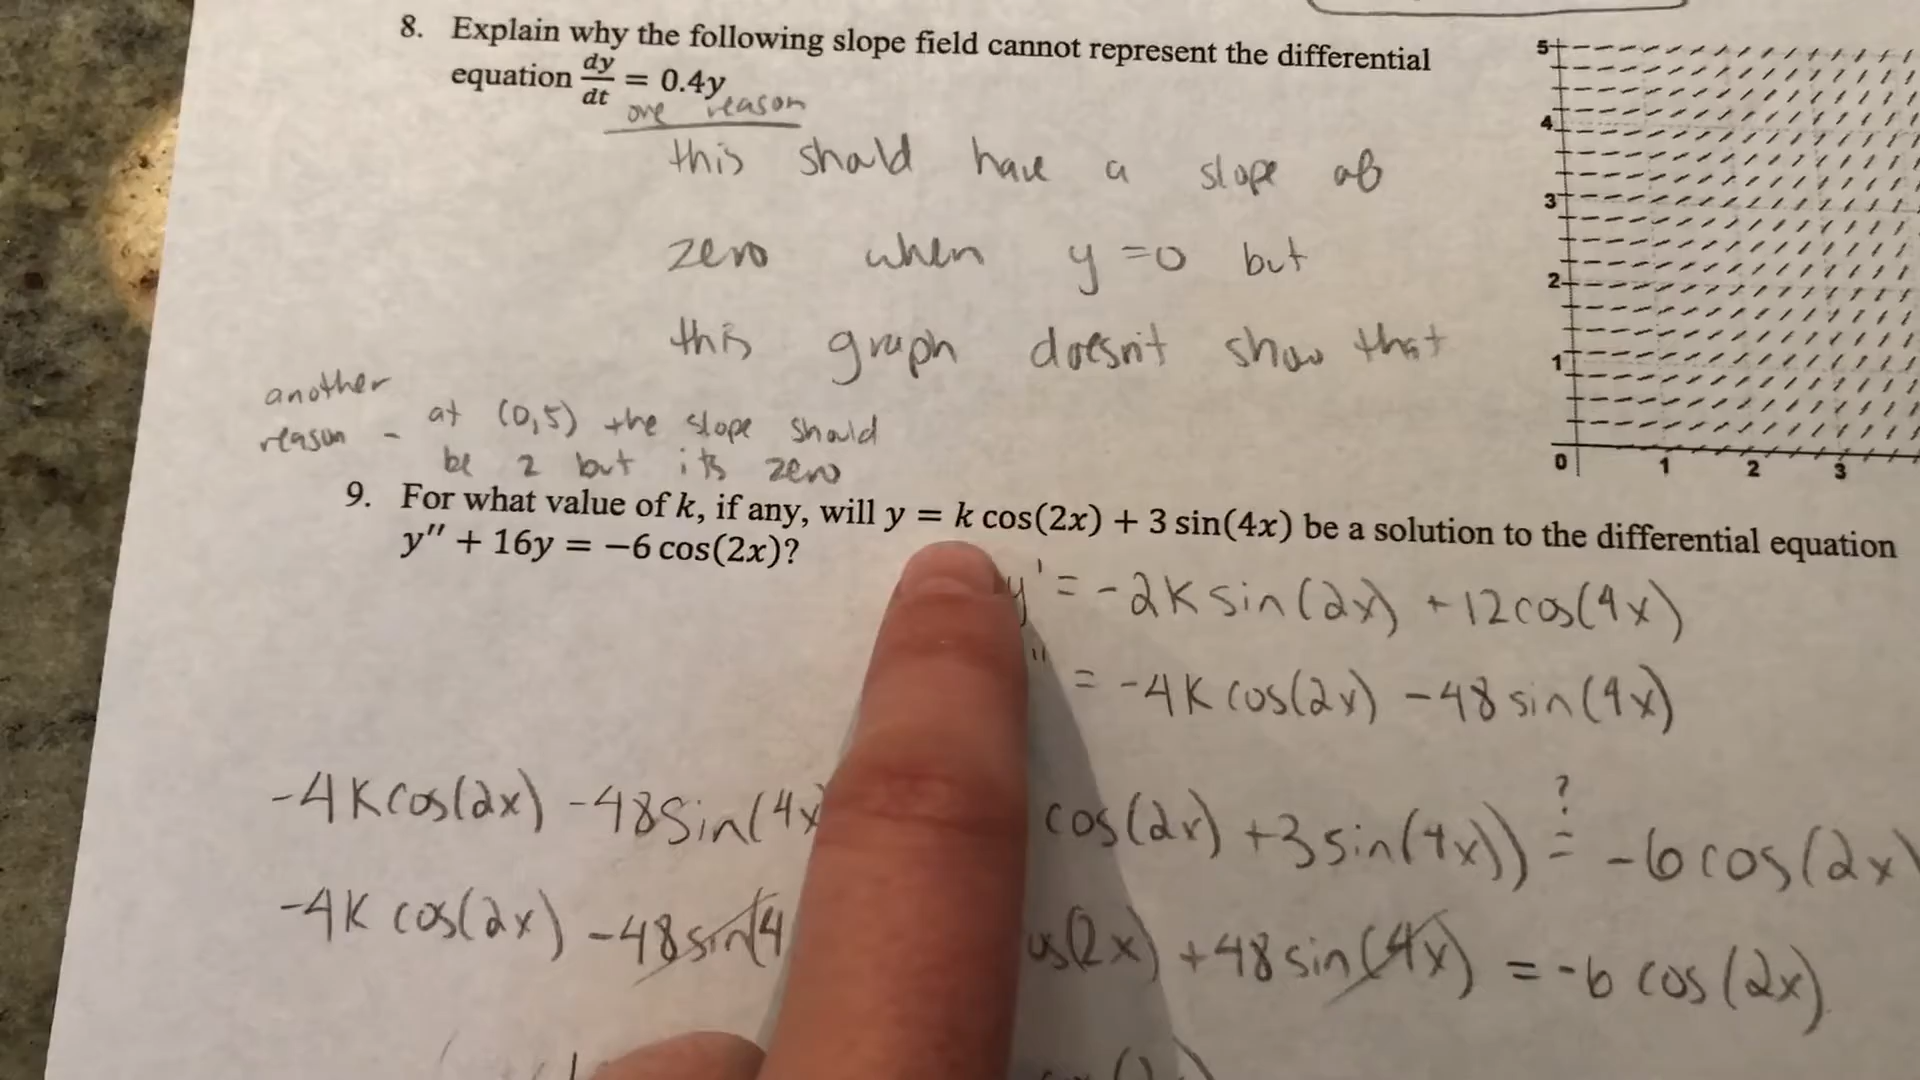 8. Explain why the following slope field cannot represent the differential
equation dy/dt = 0.4y
one reason
this should have a slope of
zero when y=0 but
this graph doesn't show that
another
reason - at (0,5) the slope should
be 2 but its zero
5
4
3
2
1
0 1 2 3
9. For what value of k, if any, will y = k cos(2x) + 3 sin(4x) be a solution to the differential equation
y″ + 16y = −6 cos(2x)?
y' = -2k sin(2x) +12cos(4x)
" = -4k cos(2x) -48 sin(4x)
-4k cos(2x) -48 sin(4x cos(2x) +3 sin(4x)) ?= -6 cos(2x)
-4k cos(2x) -48 sin(4 os(2x) +48 sin(4x) = -6 cos(2x)